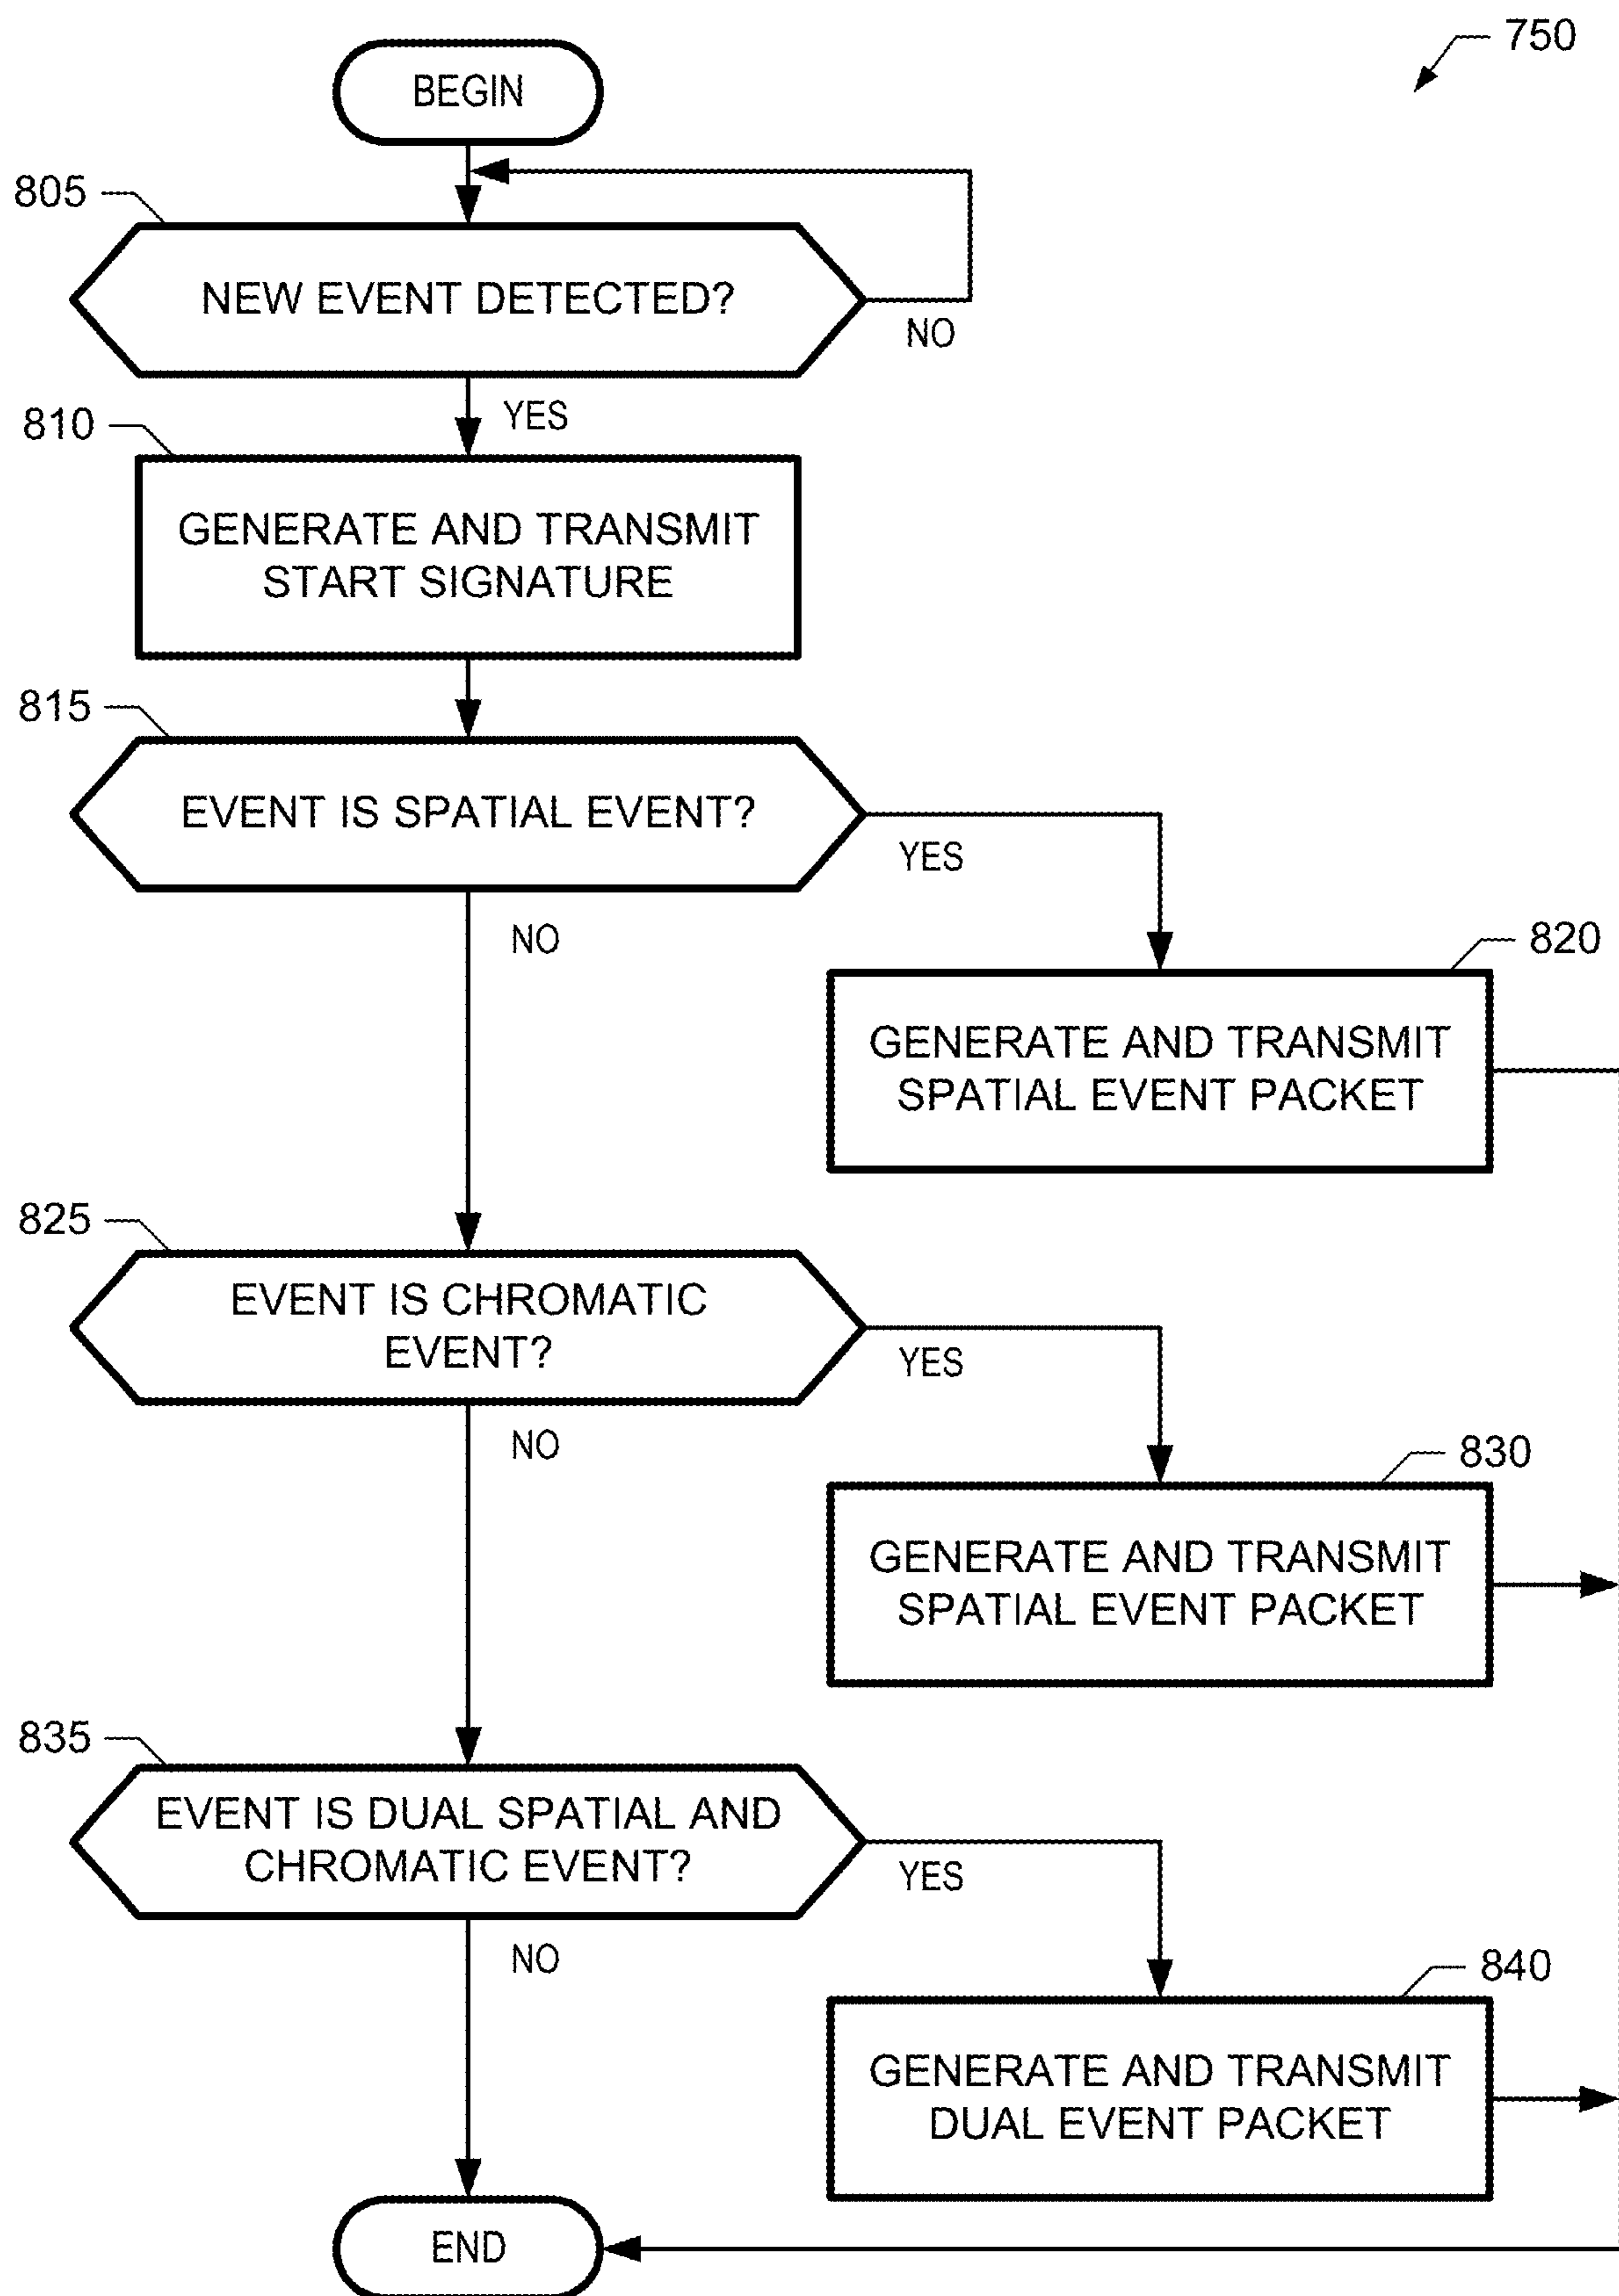 750
BEGIN
805
NEW EVENT DETECTED?
NO
YES
810
GENERATE AND TRANSMIT
START SIGNATURE
815
EVENT IS SPATIAL EVENT?
YES
NO
820
GENERATE AND TRANSMIT
SPATIAL EVENT PACKET
825
EVENT IS CHROMATIC
EVENT?
YES
NO
830
GENERATE AND TRANSMIT
SPATIAL EVENT PACKET
835
EVENT IS DUAL SPATIAL AND
CHROMATIC EVENT?
YES
NO
840
GENERATE AND TRANSMIT
DUAL EVENT PACKET
END